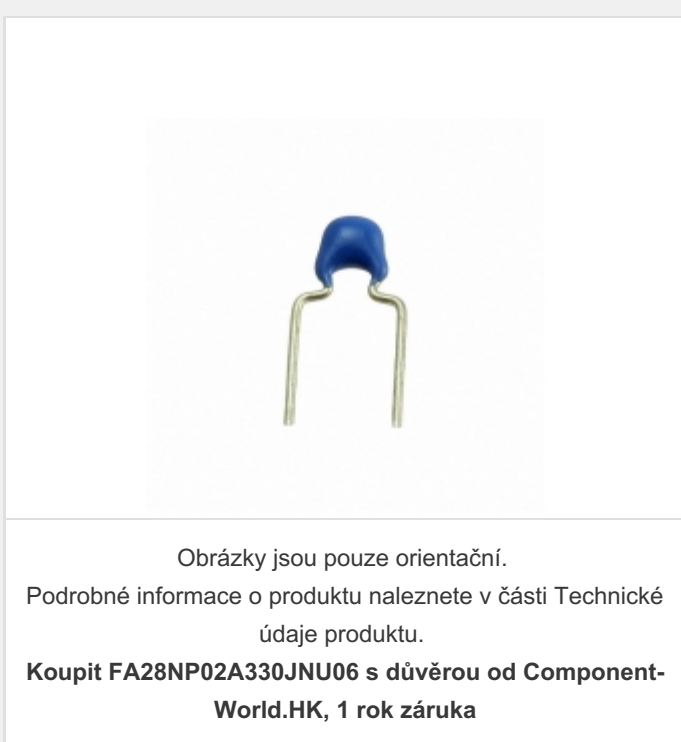 Obrázky jsou pouze orientační.
Podrobné informace o produktu naleznete v části Technické
údaje produktu.
Koupit FA28NP02A330JNU06 s důvěrou od Component-
World.HK, 1 rok záruka